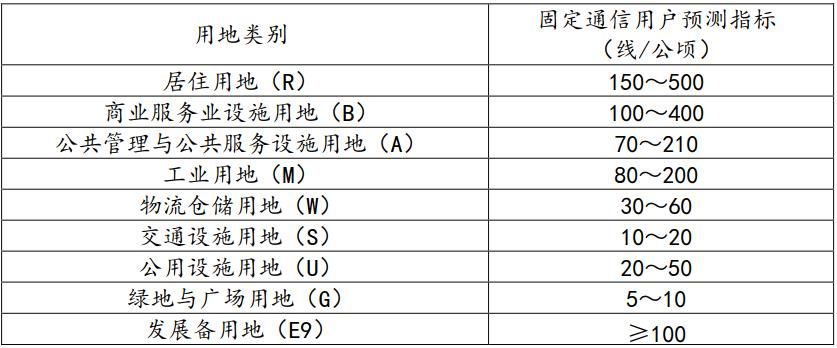 用地类别
固定通信用户预测指标
（线/公顷）
居住用地（R） 150～500
商业服务业设施用地（B） 100～400
公共管理与公共服务设施用地（A） 70～210
工业用地（M） 80～200
物流仓储用地（W） 30～60
交通设施用地（S） 10～20
公用设施用地（U） 20～50
绿地与广场用地（G） 5～10
发展备用地（E9） ≥100